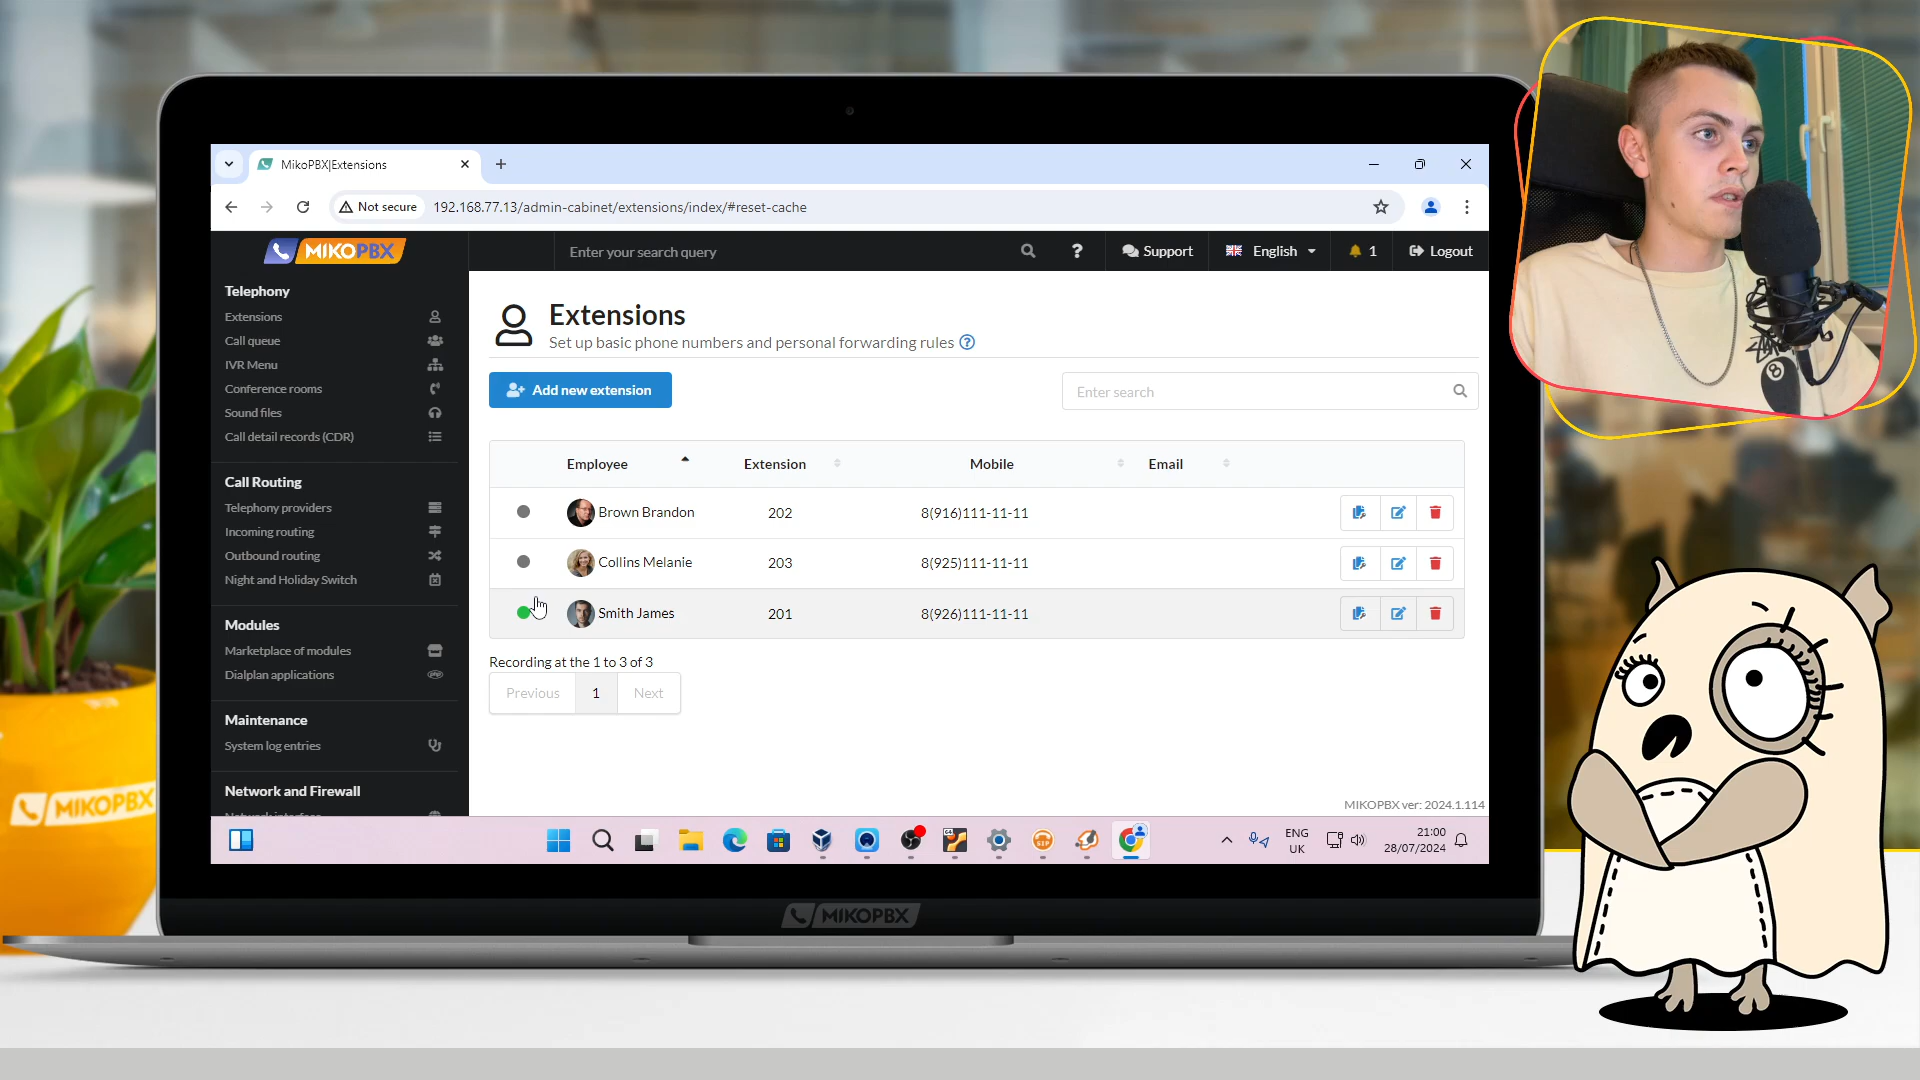 MikoPBX|Extensions
Not secure
192.168.77.13/admin-cabinet/extensions/index/#reset-cache
MIKOPBX
Enter your search query
?
Support
English
1
Logout
Telephony
Extensions
Call queue
IVR Menu
Conference rooms
Sound files
Call detail records (CDR)
Call Routing
Telephony providers
Incoming routing
Outbound routing
Night and Holiday Switch
Modules
Marketplace of modules
Dialplan applications
Maintenance
System log entries
Network and Firewall
Extensions
Set up basic phone numbers and personal forwarding rules ?
Add new extension
Enter search
Employee Extension Mobile Email
Brown Brandon 202 8(916)111-11-11
Collins Melanie 203 8(925)111-11-11
Smith James 201 8(926)111-11-11
Recording at the 1 to 3 of 3
Previous 1 Next
MIKOPBX ver: 2024.1.114
ENG
UK
21:00
28/07/2024
MIKOPBX
MIKOPBX